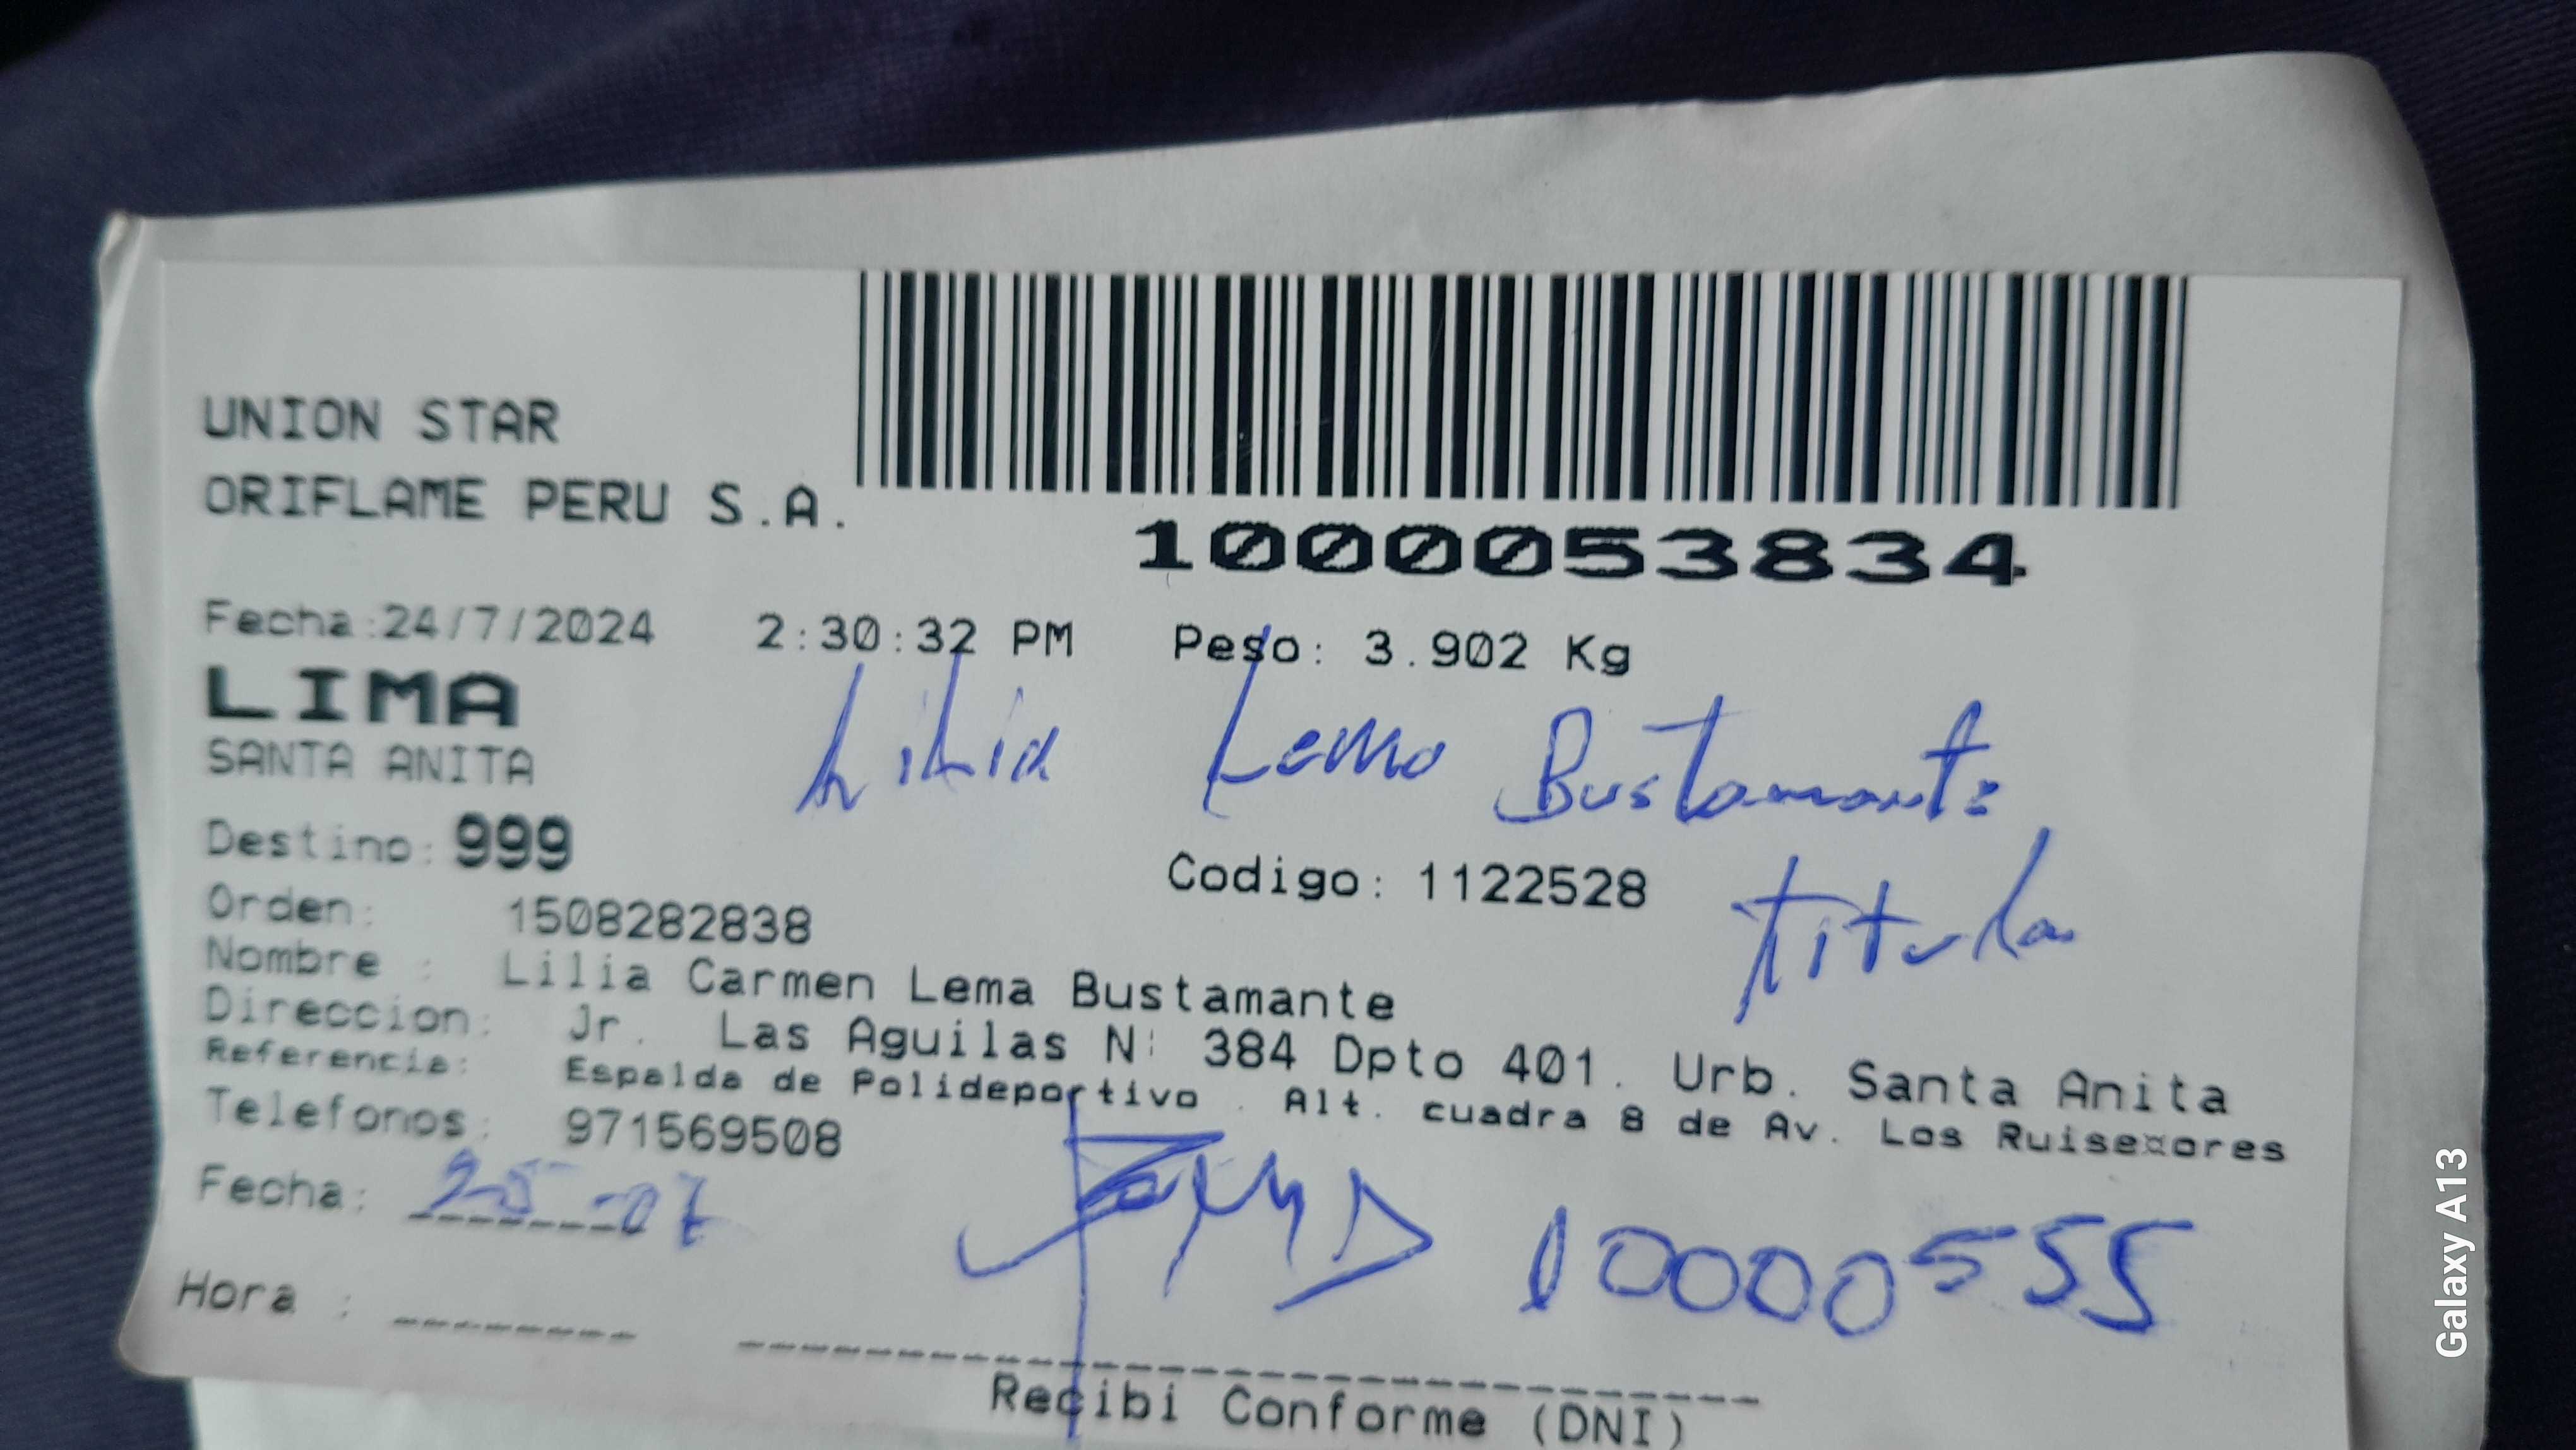 UNION STAR
ORIFLAME PERU S.A.
1000053834
Fecha:24/7/2024 2:30:32 PM Peso: 3.902 Kg
LIMA
SANTA ANITA
Lilia Lema Bustamante
Destino: 999
Codigo: 1122528
Titular
Orden: 1508282838
Nombre : Lilia Carmen Lema Bustamante
Direccion: Jr. Las Aguilas N: 384 Dpto 401. Urb. Santa Anita
Referencia: Espalda de Polideportivo . Alt. cuadra 8 de Av. Los Ruise¤ores
Telefonos: 971569508
Fecha: 25-07
10000555
Hora :
Recibi Conforme (DNI)
Galaxy A13